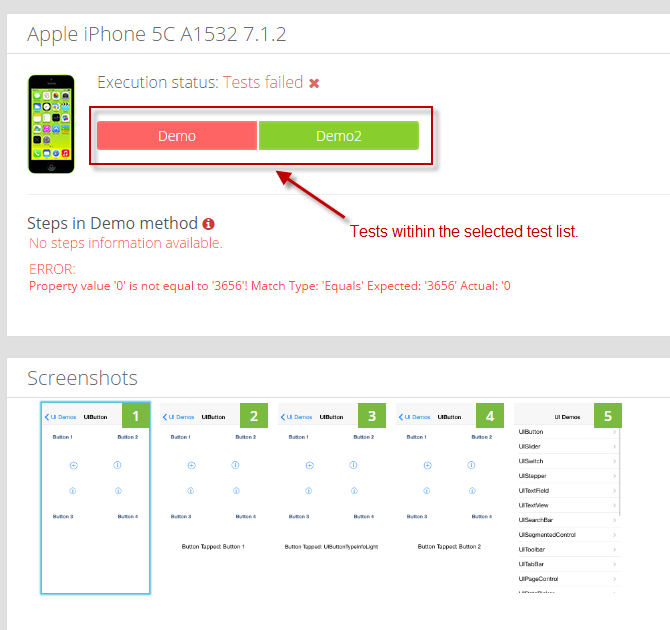 Apple iPhone 5C A1532 7.1.2
Execution status: Tests failed
Demo
Demo2
Steps in Demo method
Tests witihin the selected test list.
No steps information available.
ERROR:
Property value '0' is not equal to '3656'! Match Type: 'Equals' Expected: '3656' Actual: '0
Screenshots
UI Demos UIButton 1
Button 1 Button 2
Button 3 Button 4
UI Demos UIButton 2
Button 1 Button 2
Button 3 Button 4
Button Tapped: Button 1
UI Demos UIButton 3
Button 1 Button 2
Button 3 Button 4
Button Tapped: UIButtonTypeInfoLight
UI Demos UIButton 4
Button 1 Button 2
Button 3 Button 4
Button Tapped: Button 2
UI Demos 5
UIButton
UISlider
UISwitch
UIStepper
UITextField
UITextView
UISearchBar
UISegmentedControl
UIToolbar
UITabBar
UIPageControl